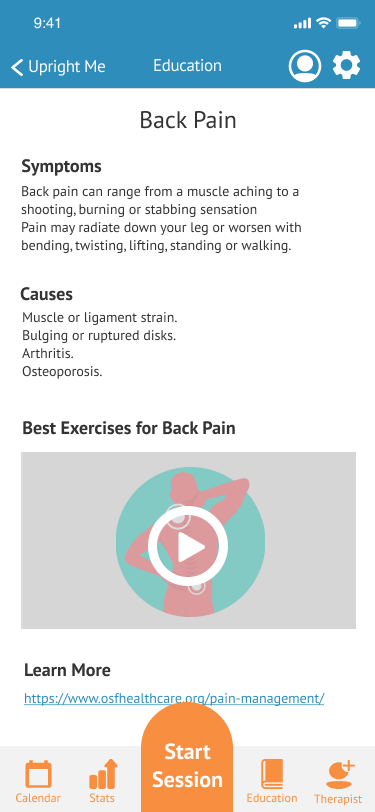 9:41
Upright Me
Education
Back Pain
Symptoms
Back pain can range from a muscle aching to a
shooting, burning or stabbing sensation
Pain may radiate down your leg or worsen with
bending, twisting, lifting, standing or walking.
Causes
Muscle or ligament strain.
Bulging or ruptured disks.
Arthritis.
Osteoporosis.
Best Exercises for Back Pain
Learn More
https://www.osfhealthcare.org/pain-management/
Start
Session
Calendar
Stats
Education
Therapist